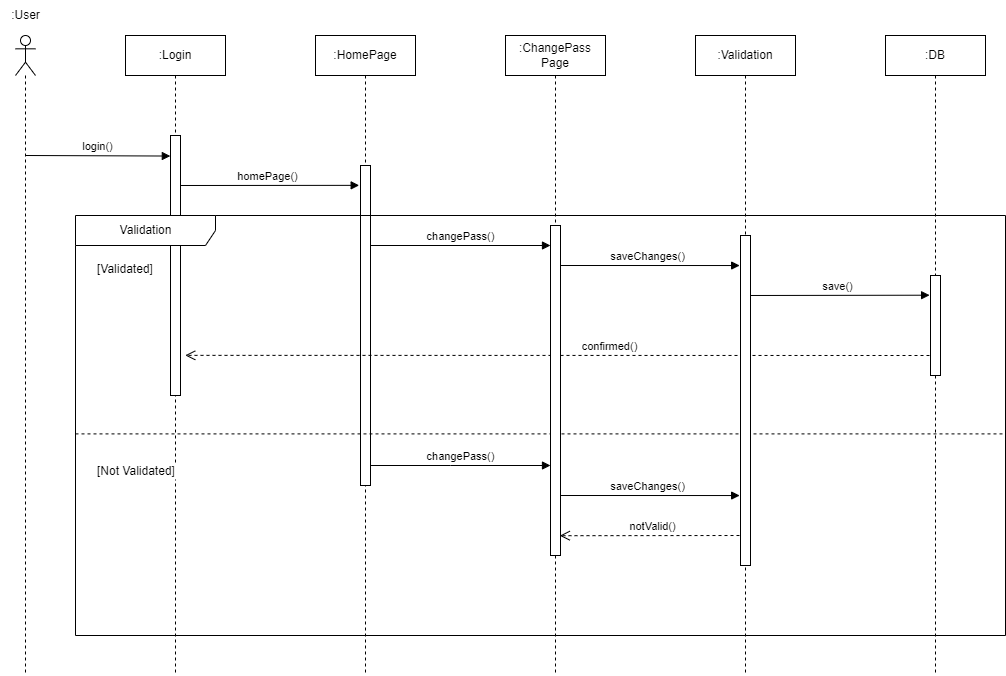 :User
:Login
:HomePage
:ChangePass
Page
:Validation
:DB
login()
homePage()
Validation
changePass()
saveChanges()
[Validated]
save()
confirmed()
changePass()
[Not Validated]
saveChanges()
notValid()